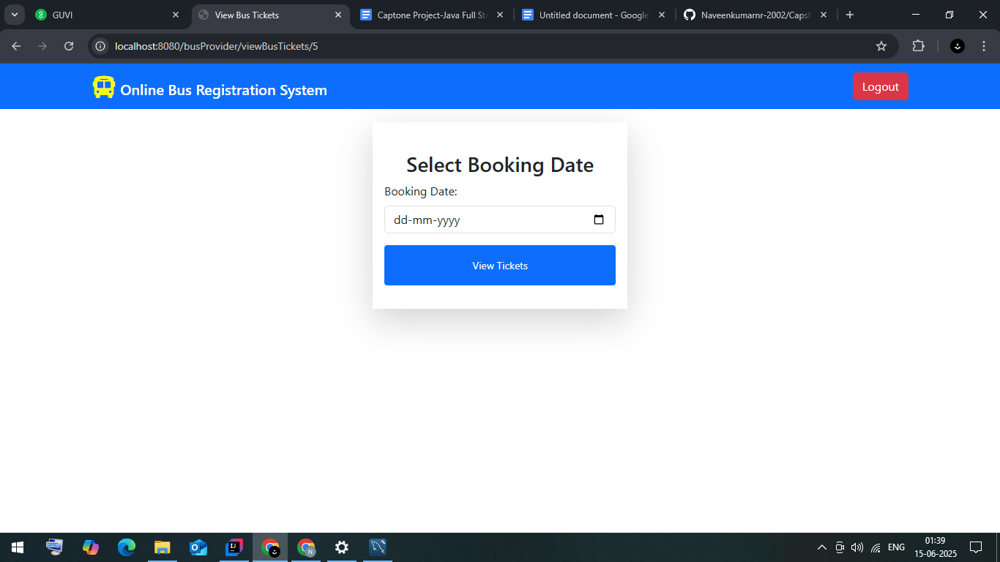 GUVI
View Bus Tickets
Captone Project-Java Full St
Untitled document - Google
Naveenkumarnr-2002/Capst
localhost:8080/busProvider/viewBusTickets/5
Online Bus Registration System
Logout
Select Booking Date
Booking Date:
dd-mm-yyyy
View Tickets
N
ENG
01:39
15-06-2025